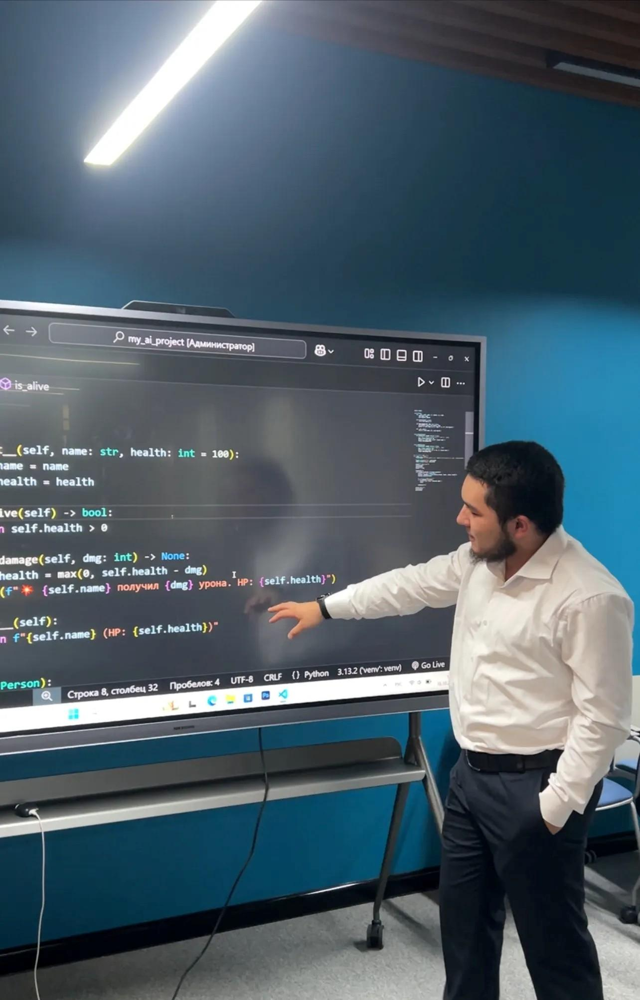 my_ai_project [Администратор]
is_alive
t__(self, name: str, health: int = 100):
name = name
health = health
ive(self) -> bool:
n self.health > 0
damage(self, dmg: int) -> None:
health = max(0, self.health - dmg)
(f"💥 {self.name} получил {dmg} урона. HP: {self.health}")
__(self):
n f"{self.name} (HP: {self.health})"
Person):
Строка 8, столбец 32 Пробелов: 4 UTF-8 CRLF {} Python 3.13.2 ('venv': venv) Go Live
Ps